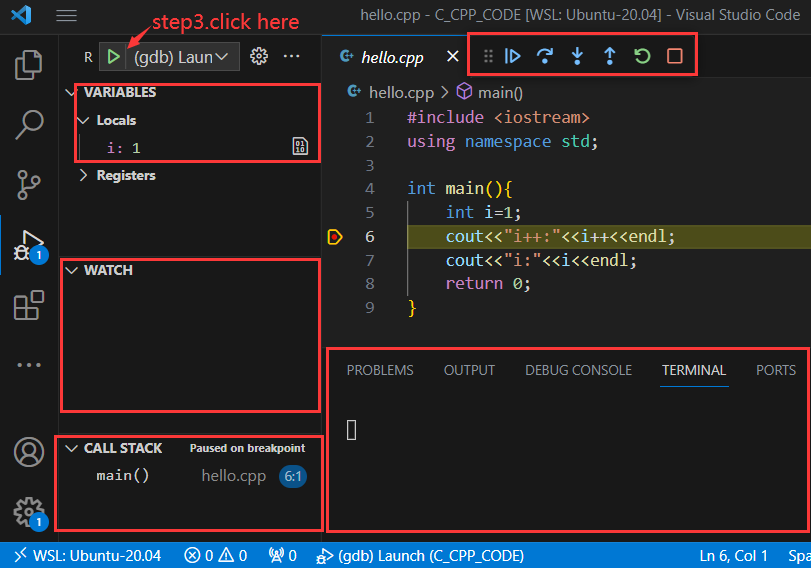 hello.cpp - C_CPP_CODE [WSL: Ubuntu-20.04] - Visual Studio Code
step3.click here
R (gdb) Laun
hello.cpp
VARIABLES
Locals
i: 1
Registers
WATCH
CALL STACK Paused on breakpoint
main() hello.cpp 6:1
hello.cpp > main()
1 #include <iostream>
2 using namespace std;
3
4 int main(){
5 int i=1;
6 cout<<"i++:"<<i++<<endl;
7 cout<<"i:"<<i<<endl;
8 return 0;
9 }
PROBLEMS OUTPUT DEBUG CONSOLE TERMINAL PORTS
1
1
WSL: Ubuntu-20.04 0 0 0 (gdb) Launch (C_CPP_CODE) Ln 6, Col 1 Spa